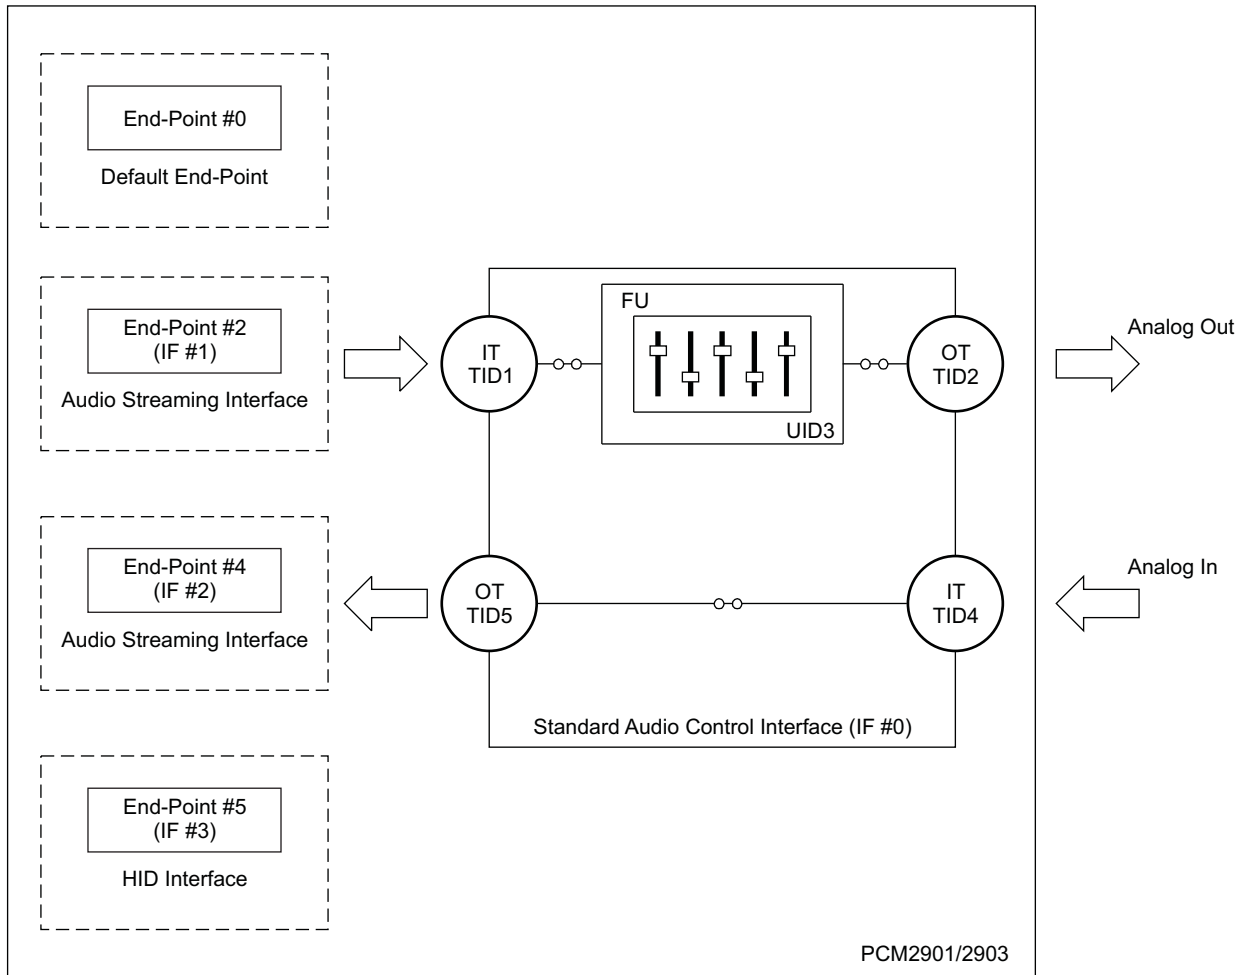 End-Point #0
Default End-Point
End-Point #2
(IF #1)
Audio Streaming Interface
IT
TID1
FU
UID3
OT
TID2
Analog Out
End-Point #4
(IF #2)
Audio Streaming Interface
OT
TID5
IT
TID4
Analog In
Standard Audio Control Interface (IF #0)
End-Point #5
(IF #3)
HID Interface
PCM2901/2903